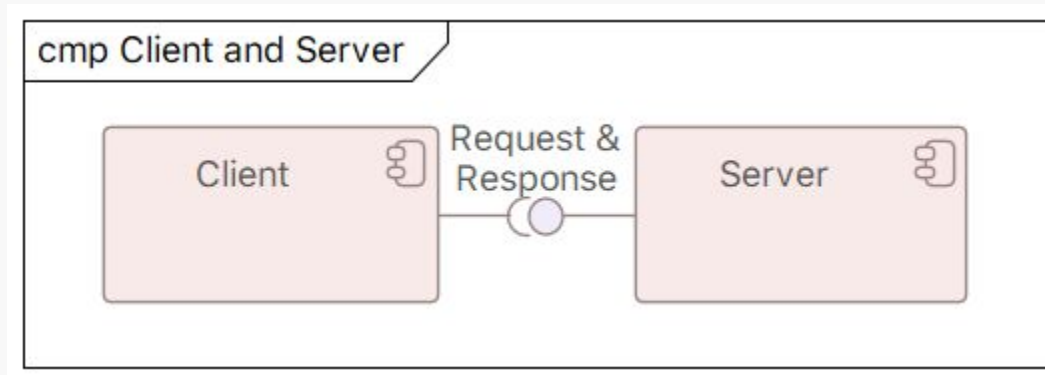 cmp Client and Server
Client
Request &
Response
Server